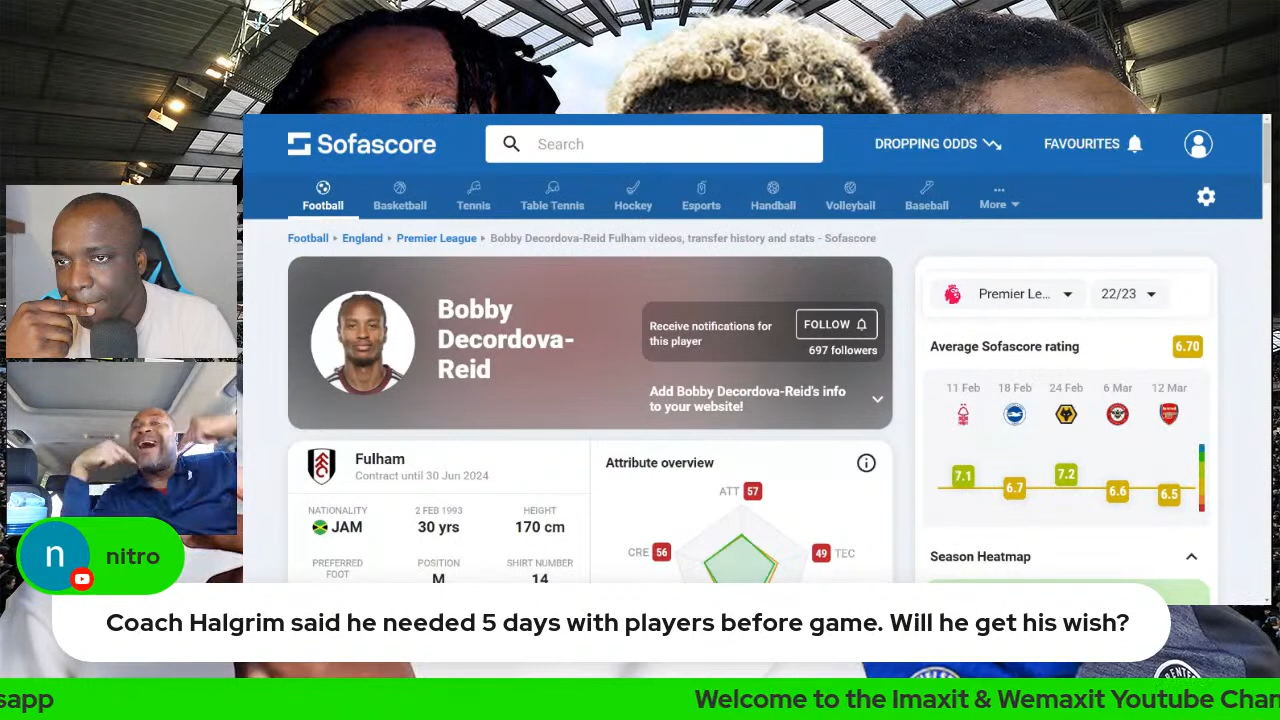 Sofascore
Search
DROPPING ODDS
FAVOURITES
Football
Basketball
Tennis
Table Tennis
Hockey
Esports
Handball
Volleyball
Baseball
More
Football
England
Premier League
Bobby Decordova-Reid Fulham videos, transfer history and stats - Sofascore
Bobby
Decordova-
Reid
Receive notifications for
this player
FOLLOW
697 followers
Add Bobby Decordova-Reid's info
to your website!
Premier Le...
22/23
Average Sofascore rating
6.70
11 Feb
18 Feb
24 Feb
6 Mar
12 Mar
7.1
6.7
7.2
6.6
6.5
Season Heatmap
Fulham
Contract until 30 Jun 2024
NATIONALITY
JAM
2 FEB 1993
30 yrs
HEIGHT
170 cm
PREFERRED
FOOT
POSITION
M
SHIRT NUMBER
14
Attribute overview
ATT 57
CRE 56
49 TEC
n
nitro
Coach Halgrim said he needed 5 days with players before game. Will he get his wish?
sapp
Welcome to the Imaxit & Wemaxit Youtube Chan